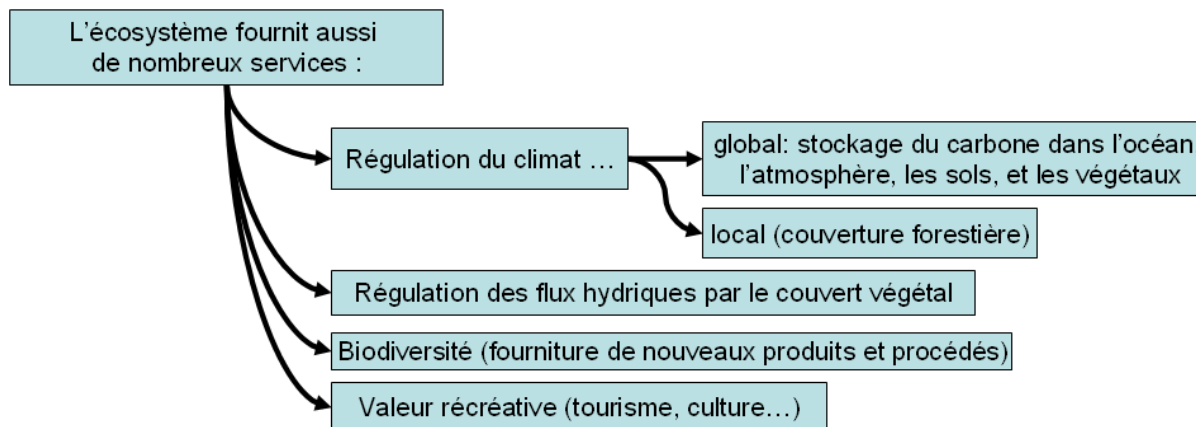 L'écosystème fournit aussi
de nombreux services :
Régulation du climat …
global: stockage du carbone dans l'océan
l'atmosphère, les sols, et les végétaux
local (couverture forestière)
Régulation des flux hydriques par le couvert végétal
Biodiversité (fourniture de nouveaux produits et procédés)
Valeur récréative (tourisme, culture…)